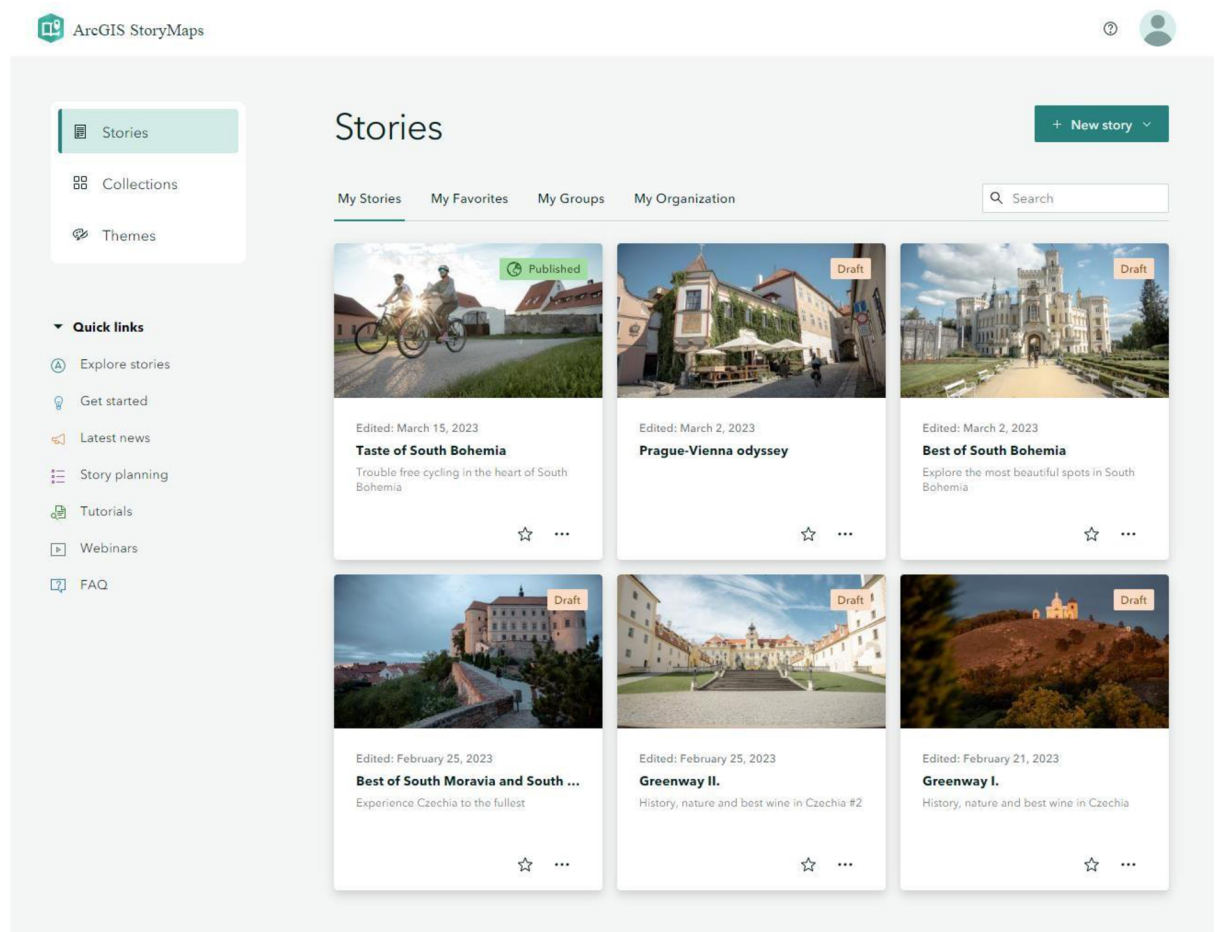 ArcGIS StoryMaps
Stories
Collections
Themes
Quick links
Explore stories
Get started
Latest news
Story planning
Tutorials
Webinars
FAQ
Stories
+ New story
My Stories
My Favorites
My Groups
My Organization
Search
Published
Edited: March 15, 2023
Taste of South Bohemia
Trouble free cycling in the heart of South
Bohemia
Draft
Edited: March 2, 2023
Prague-Vienna odyssey
Draft
Edited: March 2, 2023
Best of South Bohemia
Explore the most beautiful spots in South
Bohemia
Draft
Edited: February 25, 2023
Best of South Moravia and South ...
Experience Czechia to the fullest
Draft
Edited: February 25, 2023
Greenway II.
History, nature and best wine in Czechia #2
Draft
Edited: February 21, 2023
Greenway I.
History, nature and best wine in Czechia